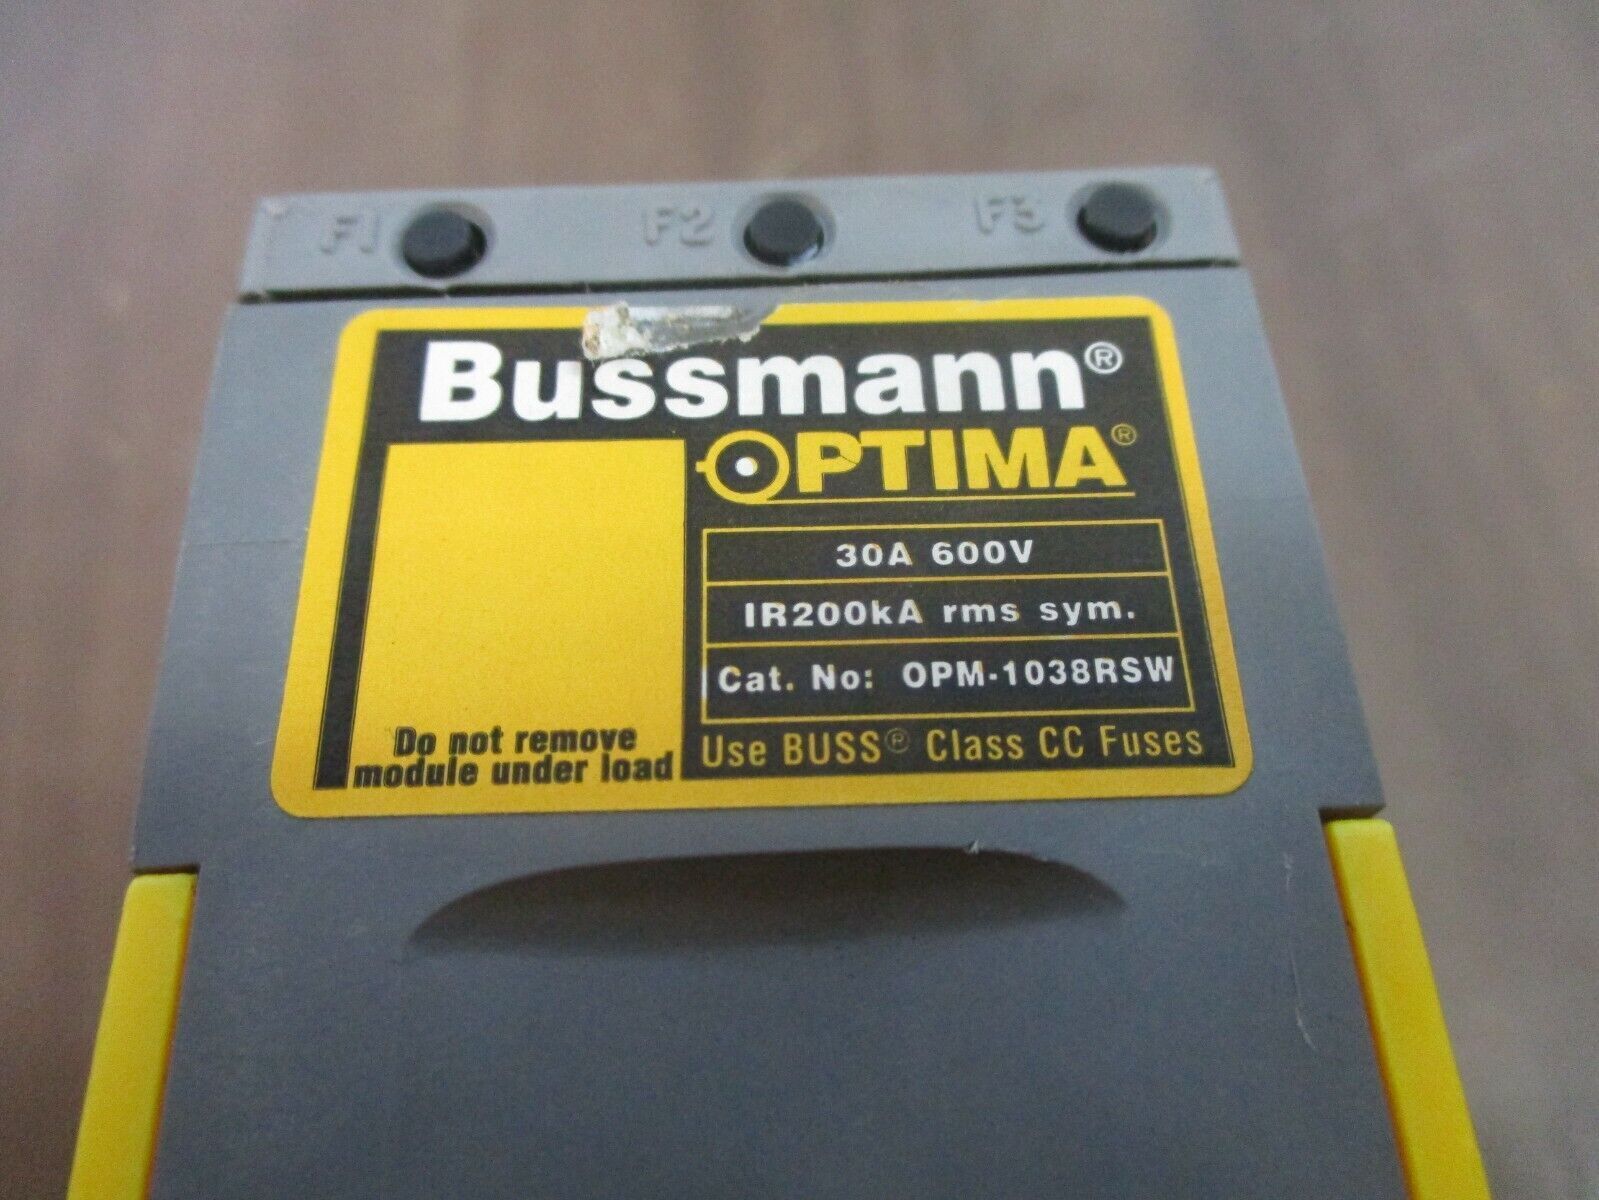 F1 F2 F3
Bussmann®
OPTIMA®
30A 600V
IR200kA rms sym.
Cat. No: OPM-1038RSW
Use BUSS® Class CC Fuses
Do not remove
module under load